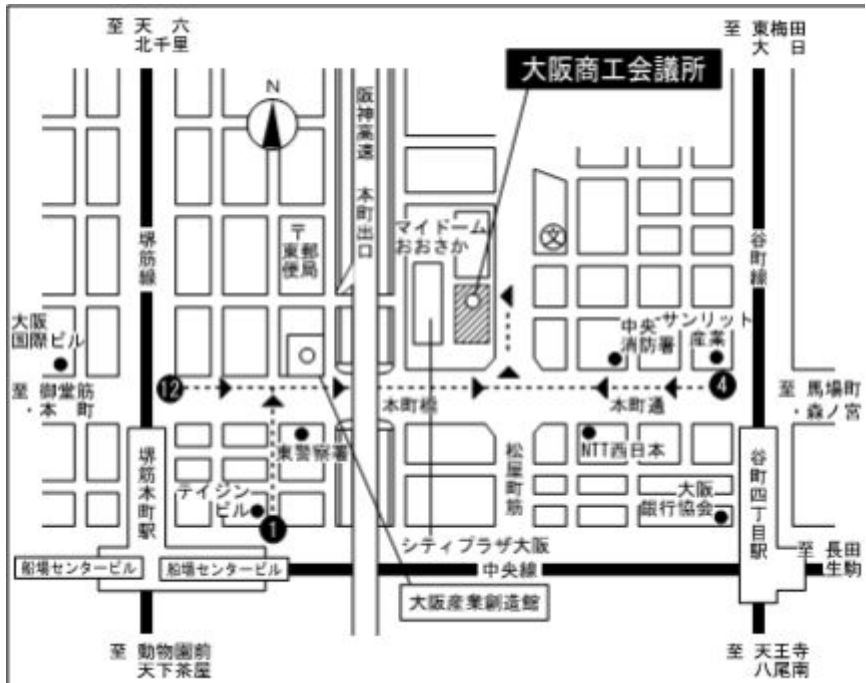 至 天 六
北千里
至 東梅田
大 日
大阪商工会議所
N
阪神高速 本町出口
堺筋線
〒
東郵
便局
マイドーム
おおさか
文
谷町線
大阪
国際ビル
中央
消防署
サンリット
産業
至 御堂筋
・本 町
12
本町橋
本町通
4
至 馬場町
・森ノ宮
東警察署
NTT西日本
松屋町筋
堺筋本町駅
テイジン
ビル
1
大阪
銀行協会
谷町四丁目駅
シティプラザ大阪
至 長田
生駒
船場センタービル
船場センタービル
中央線
大阪産業創造館
至 動物園前
天下茶屋
至 天王寺
八尾南